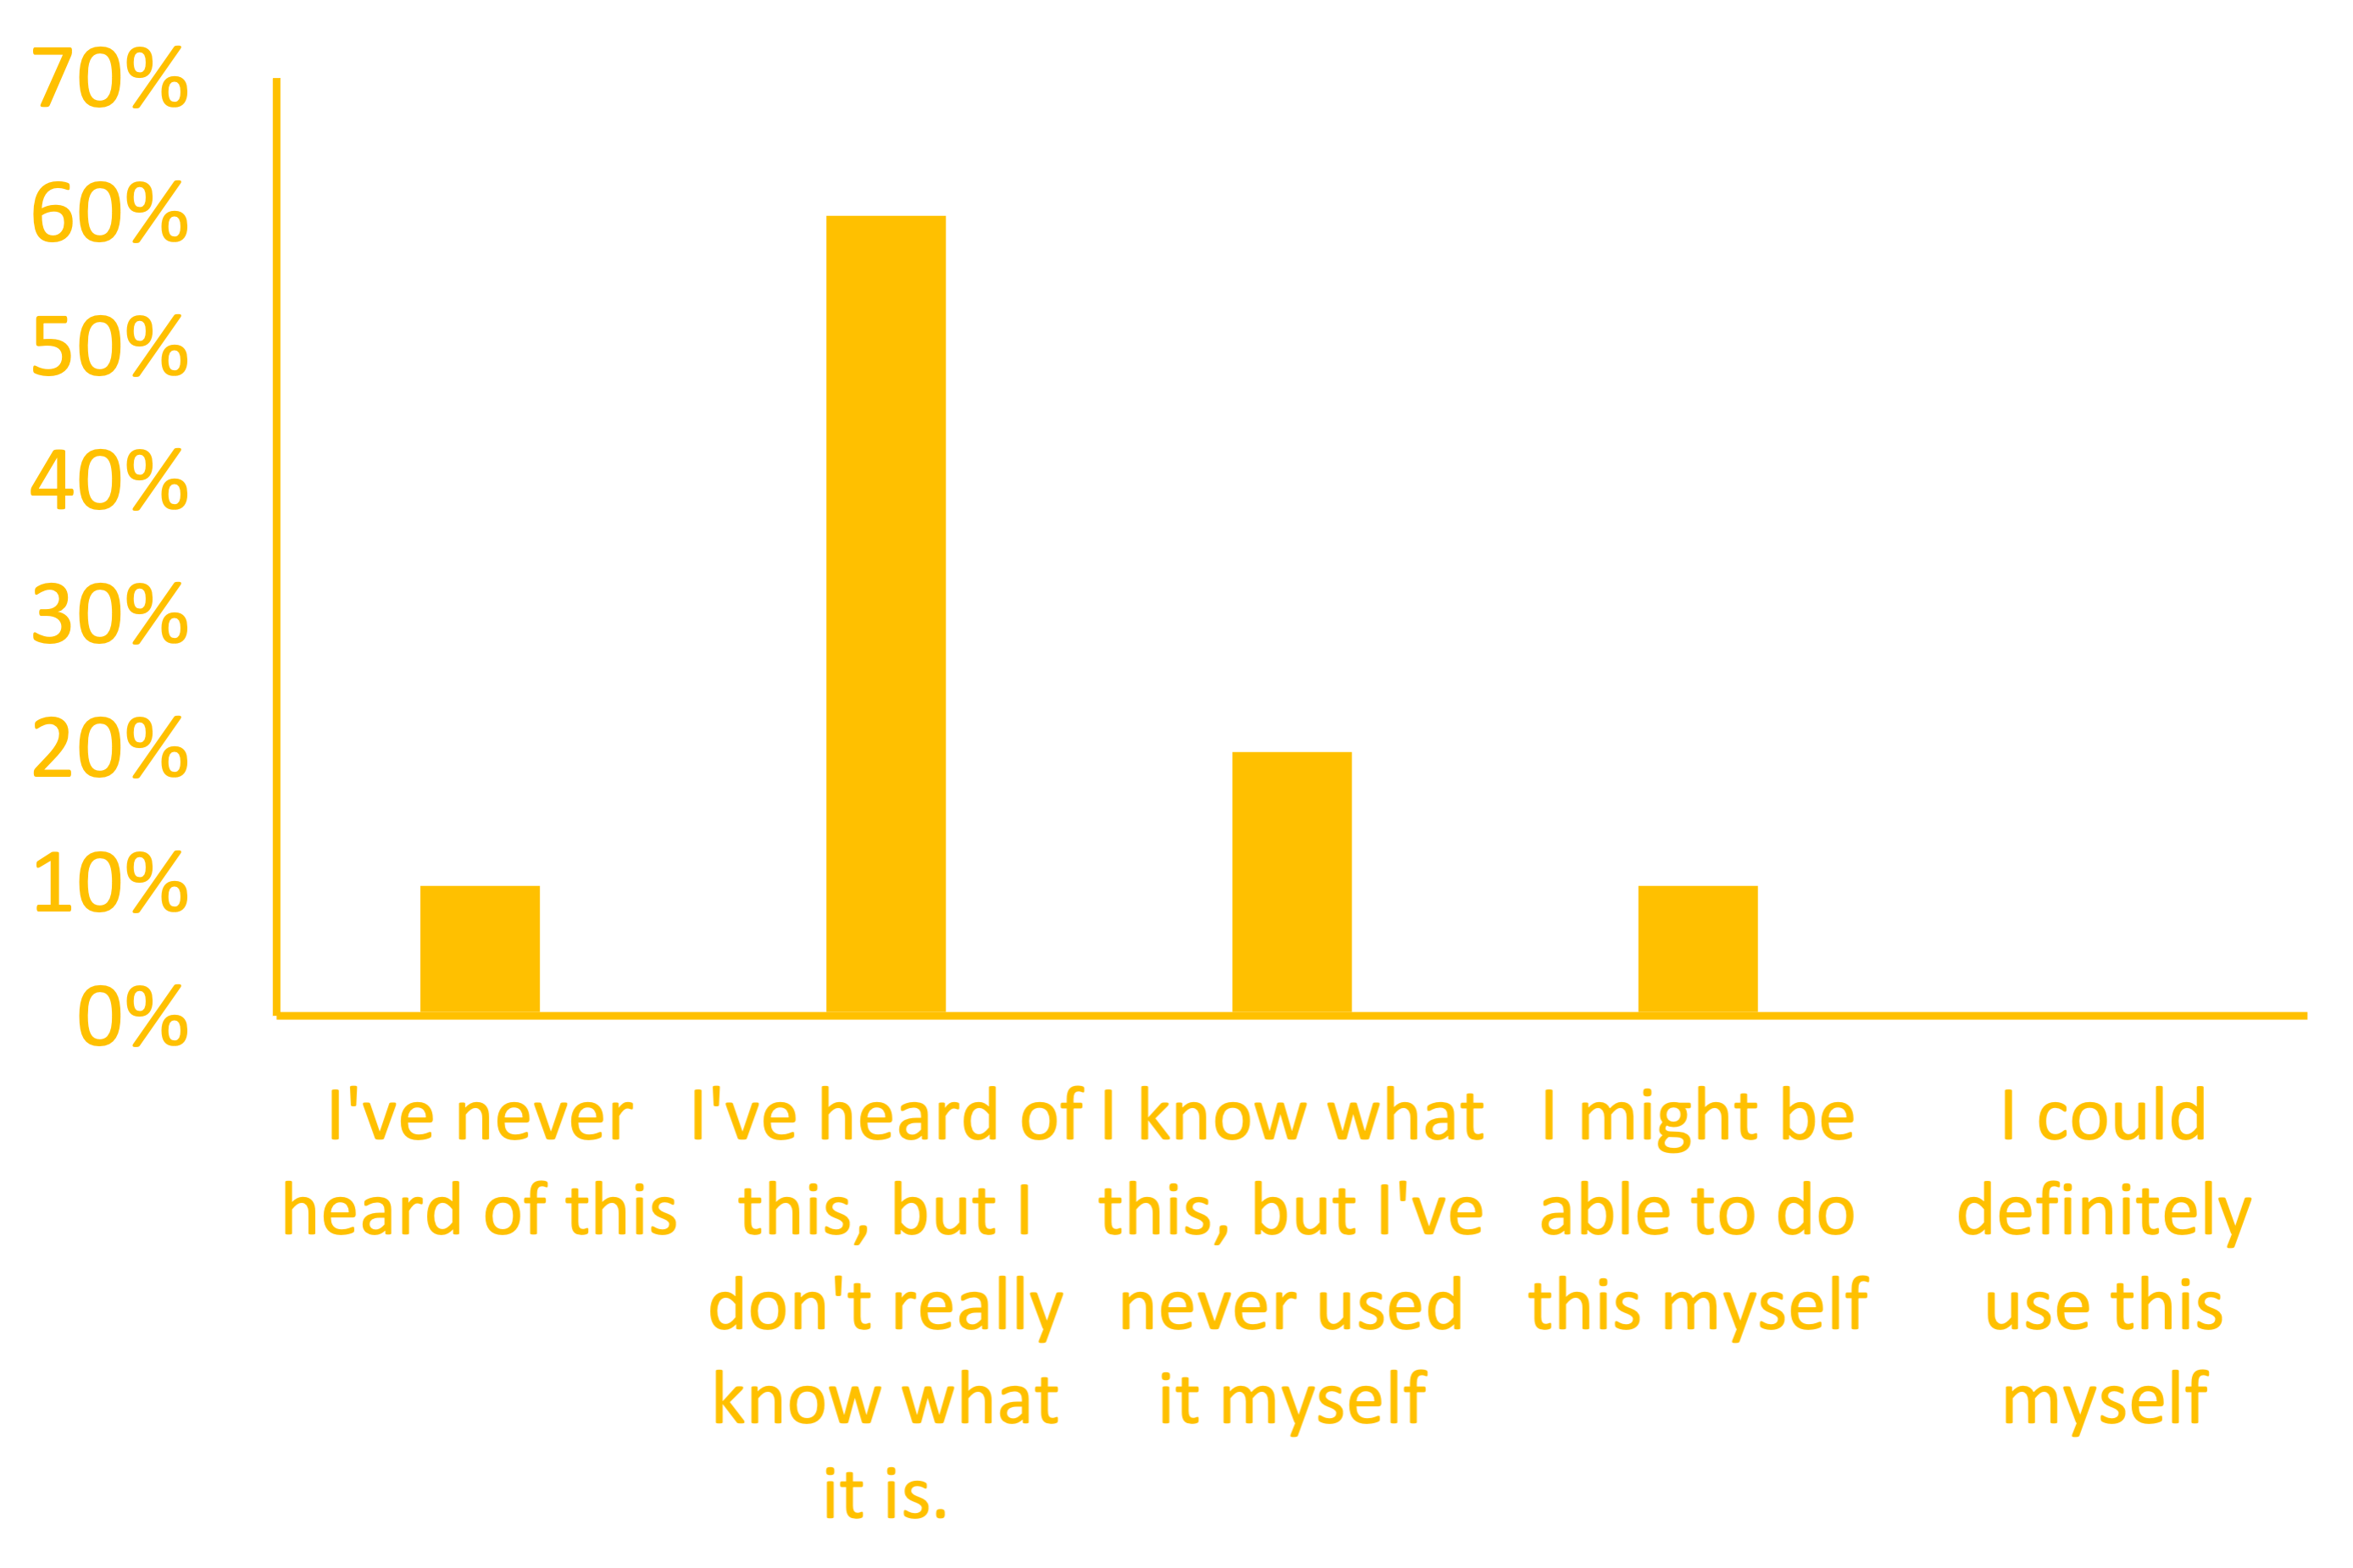 70%
60%
50%
40%
30%
20%
10%
0%
I've never
heard of this
I've heard of
this, but I
don't really
know what
it is.
I know what
this, but I've
never used
it myself
I might be
able to do
this myself
I could
definitely
use this
myself